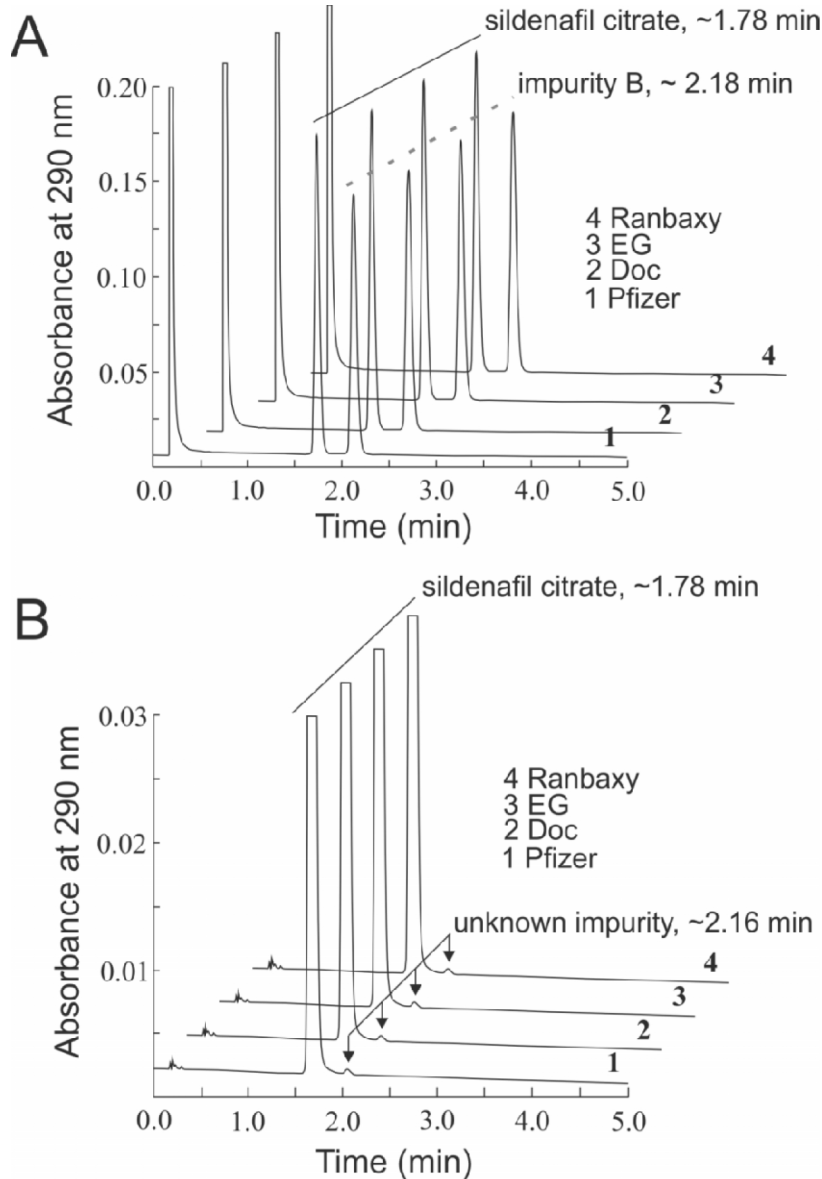 A
sildenafil citrate, ~1.78 min
impurity B, ~ 2.18 min
Absorbance at 290 nm
0.20
0.15
0.10
0.05
4 Ranbaxy
3 EG
2 Doc
1 Pfizer
4
3
2
1
0.0 1.0 2.0 3.0 4.0 5.0
Time (min)
B
sildenafil citrate, ~1.78 min
Absorbance at 290 nm
0.03
0.02
0.01
4 Ranbaxy
3 EG
2 Doc
1 Pfizer
unknown impurity, ~2.16 min
4
3
2
1
0.0 1.0 2.0 3.0 4.0 5.0
Time (min)